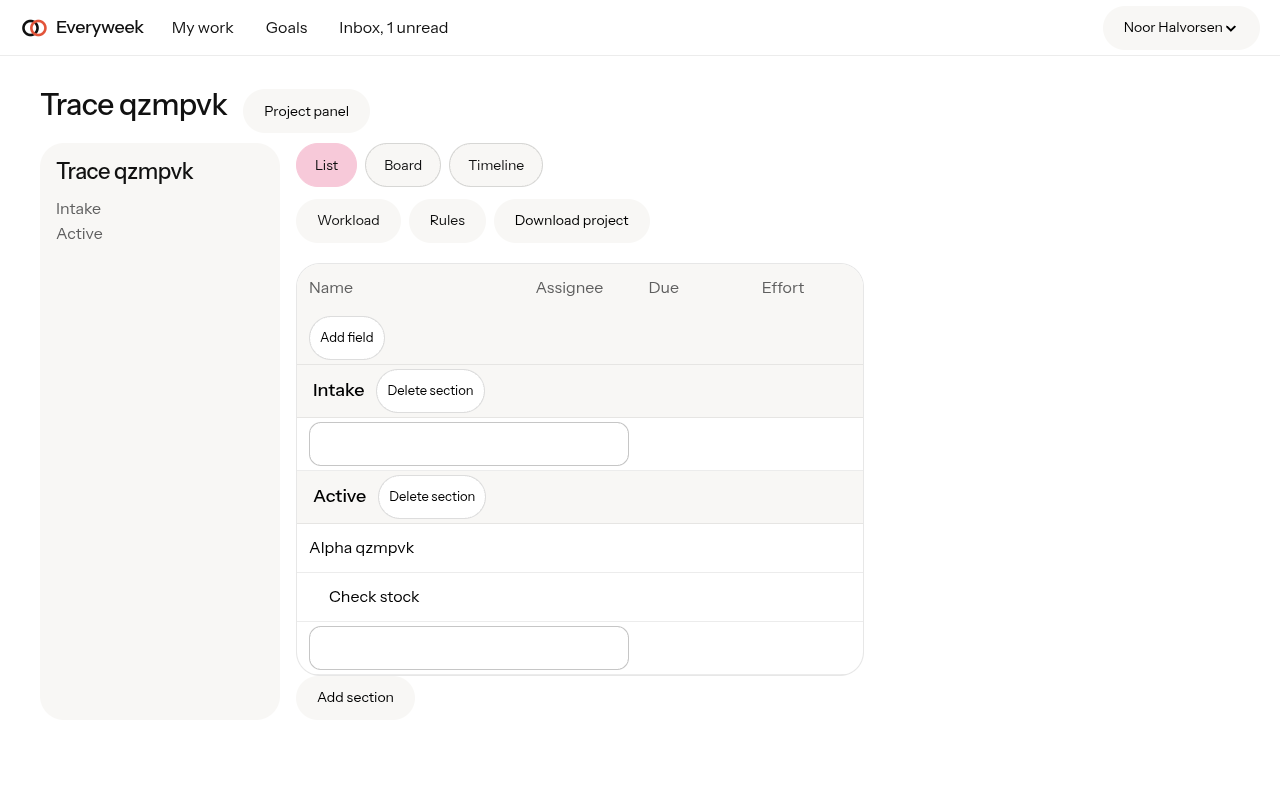 Everyweek My work Goals Inbox, 1 unread Noor Halvorsen
Trace qzmpvk Project panel
Trace qzmpvk
Intake
Active
List Board Timeline
Workload Rules Download project
Name Assignee Due Effort
Add field
Intake Delete section
Active Delete section
Alpha qzmpvk
Check stock
Add section